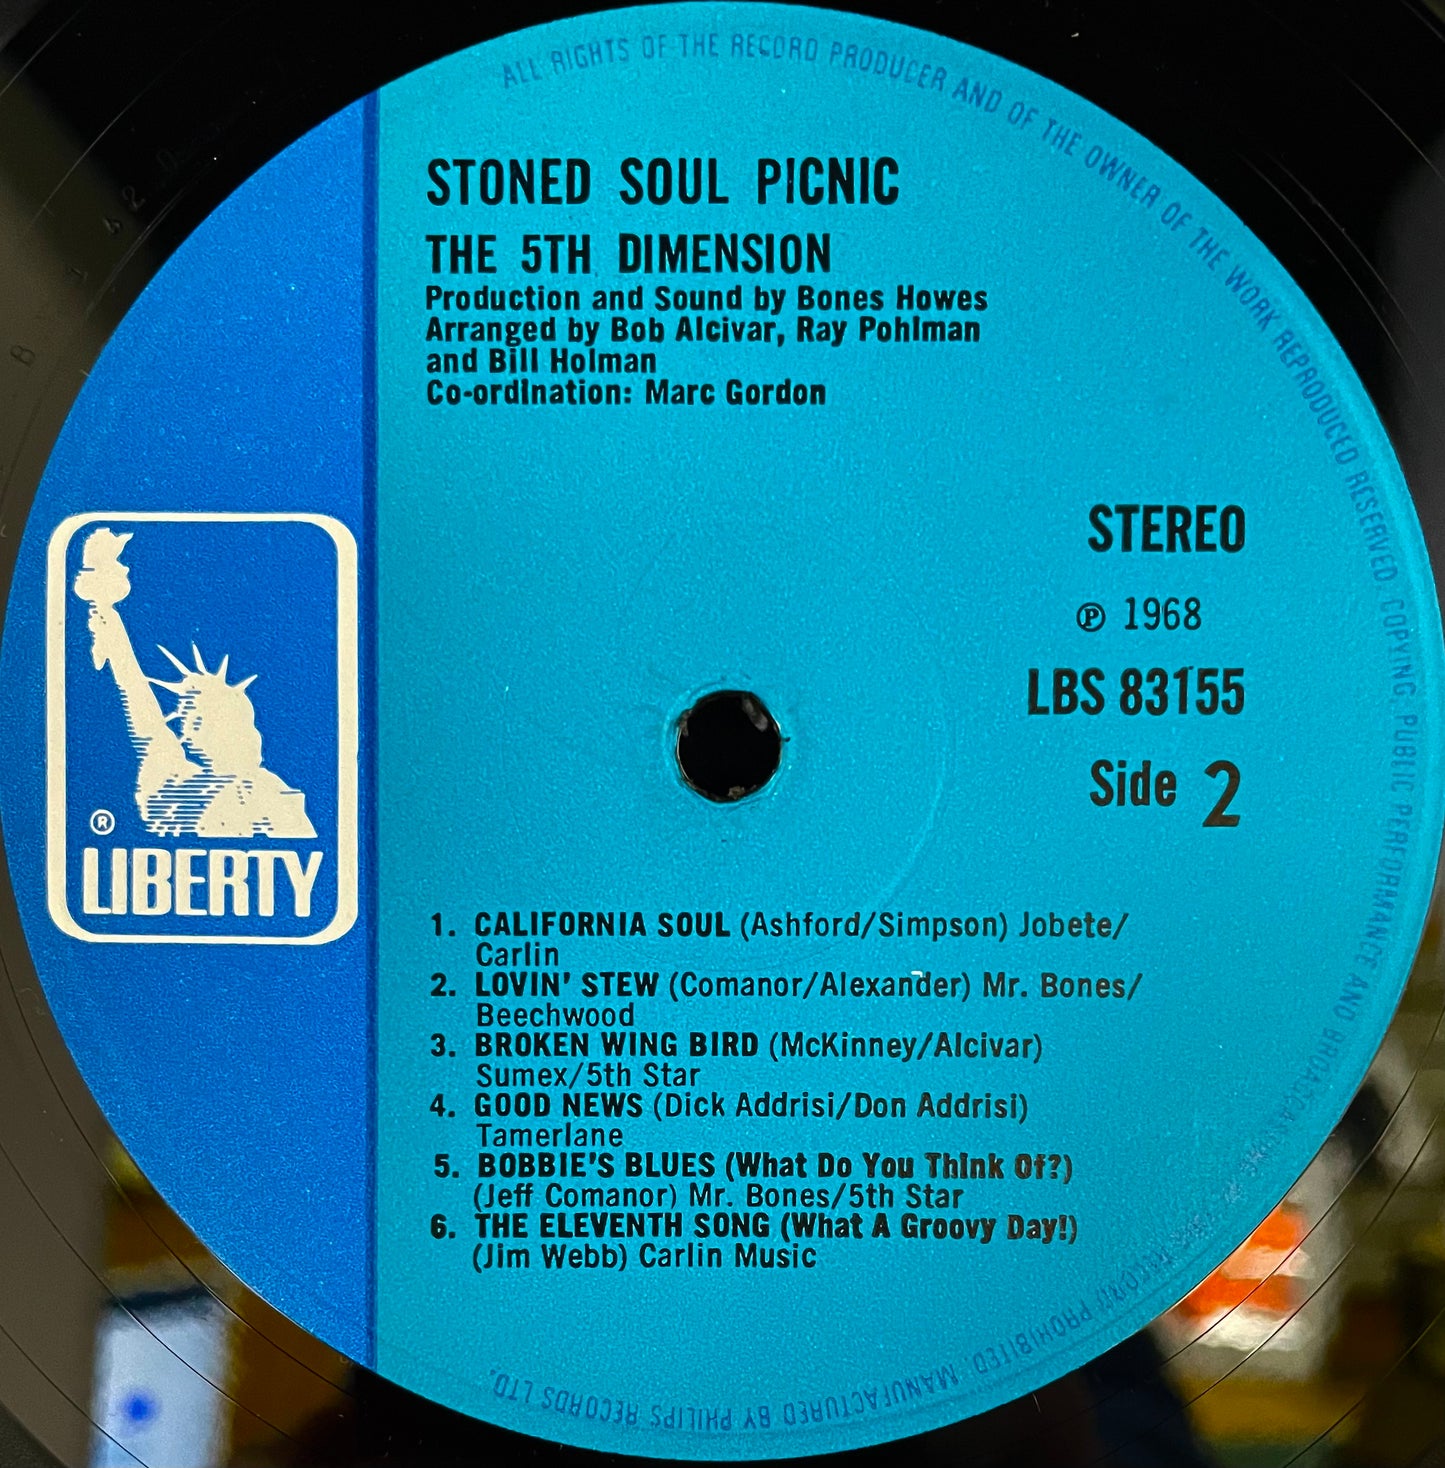 ALL RIGHTS OF THE RECORD PRODUCER AND OF THE OWNER OF THE WORK REPRODUCED RESERVED. COPYING, PUBLIC PERFORMANCE AND BROADCASTING OF THIS RECORD PROHIBITED. MANUFACTURED BY PHILIPS RECORDS LTD.
STONED SOUL PICNIC
THE 5TH DIMENSION
Production and Sound by Bones Howes
Arranged by Bob Alcivar, Ray Pohlman
and Bill Holman
Co-ordination: Marc Gordon
STEREO
℗ 1968
LBS 83155
Side 2
®
LIBERTY
1. CALIFORNIA SOUL (Ashford/Simpson) Jobete/
Carlin
2. LOVIN' STEW (Comanor/Alexander) Mr. Bones/
Beechwood
3. BROKEN WING BIRD (McKinney/Alcivar)
Sumex/5th Star
4. GOOD NEWS (Dick Addrisi/Don Addrisi)
Tamerlane
5. BOBBIE'S BLUES (What Do You Think Of?)
(Jeff Comanor) Mr. Bones/5th Star
6. THE ELEVENTH SONG (What A Groovy Day!)
(Jim Webb) Carlin Music